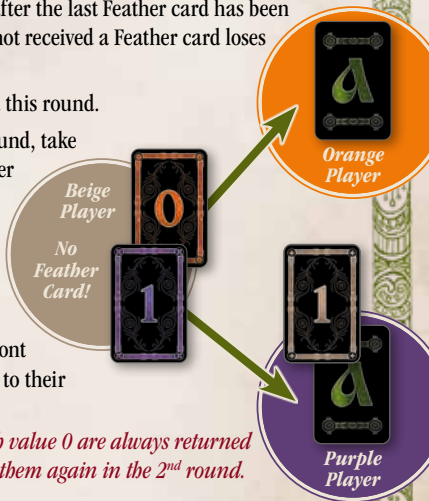 fter the last Feather card has been
not received a Feather card loses
this round.
und, take
er
Beige
Player
No
Feather
Card!
0
1
1
a
Orange
Player
ont
to their
a
Purple
Player
value 0 are always returned
them again in the 2nd round.